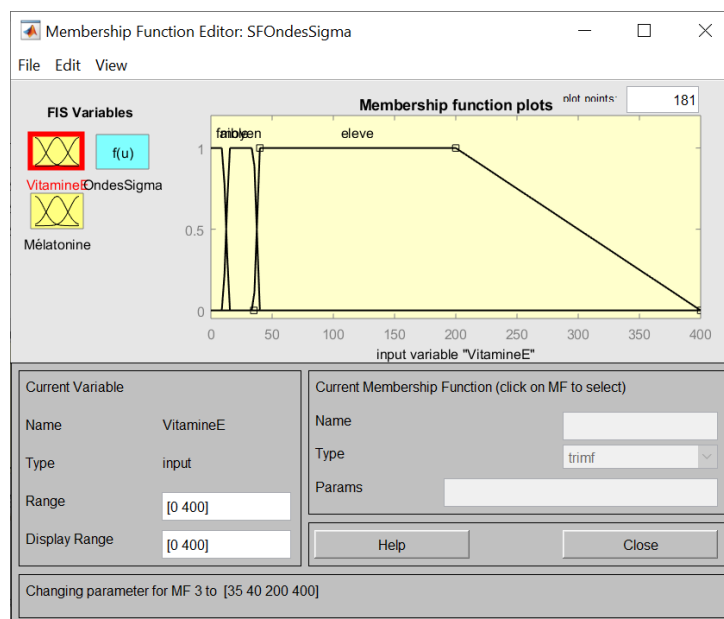 Membership Function Editor: SFOndesSigma
File Edit View
FIS Variables
f(u)
VitamineE
OndesSigma
Mélatonine
Membership function plots
plot points:
181
faible
moyen
eleve
1
0.5
0
0 50 100 150 200 250 300 350 400
input variable "VitamineE"
Current Variable
Name VitamineE
Type input
Range [0 400]
Display Range [0 400]
Current Membership Function (click on MF to select)
Name
Type trimf
Params
Help Close
Changing parameter for MF 3 to [35 40 200 400]